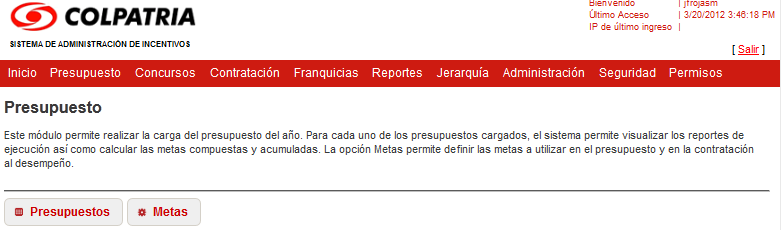 COLPATRIA
Bienvenido | jfrojasm
Último Acceso | 3/20/2012 3:46:18 PM
IP de último ingreso |
SISTEMA DE ADMINISTRACIÓN DE INCENTIVOS
[ Salir ]
Inicio Presupuesto Concursos Contratación Franquicias Reportes Jerarquía Administración Seguridad Permisos
Presupuesto
Este módulo permite realizar la carga del presupuesto del año. Para cada uno de los presupuestos cargados, el sistema permite visualizar los reportes de
ejecución así como calcular las metas compuestas y acumuladas. La opción Metas permite definir las metas a utilizar en el presupuesto y en la contratación
al desempeño.
Presupuestos Metas